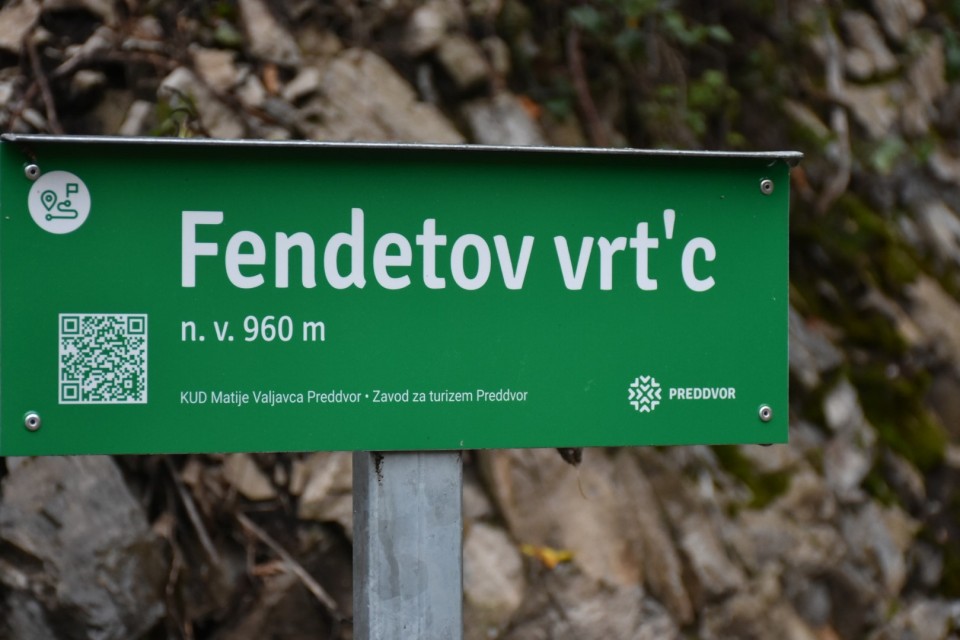 Fendetov vrt'c
n. v. 960 m
KUD Matije Valjavca Preddvor • Zavod za turizem Preddvor
PREDDVOR